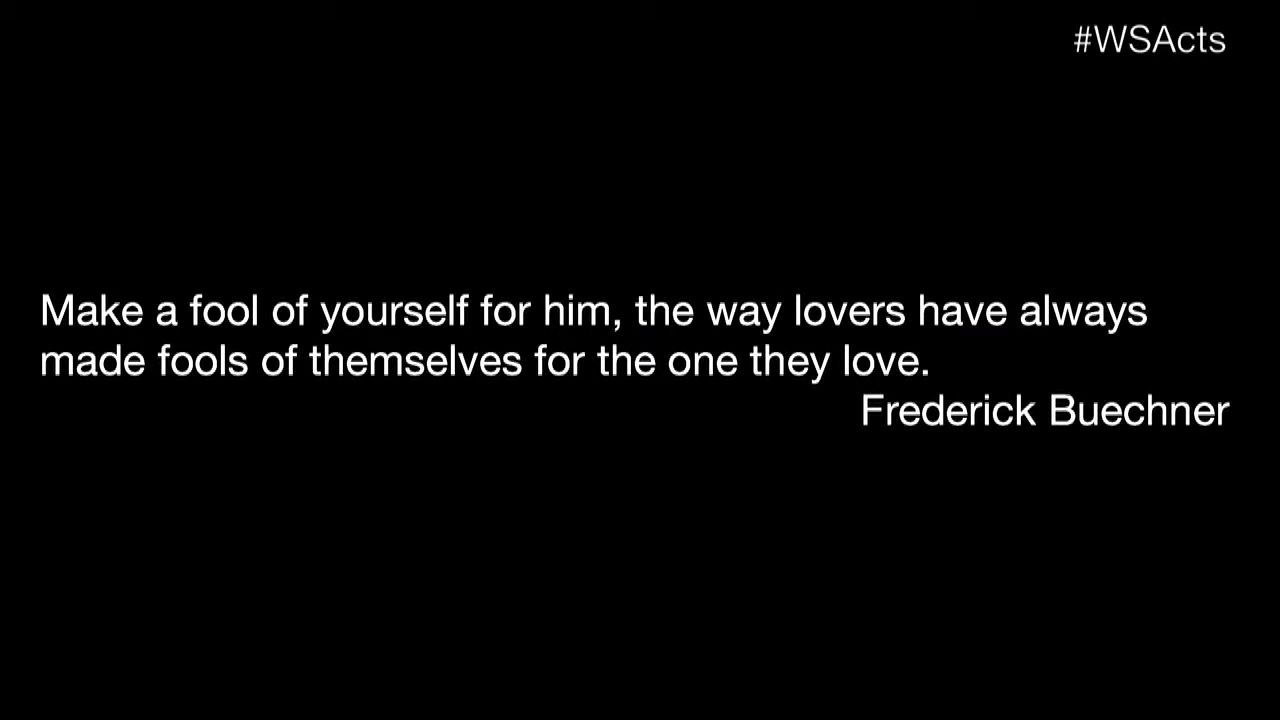 #WSActs
Make a fool of yourself for him, the way lovers have always
made fools of themselves for the one they love.
Frederick Buechner